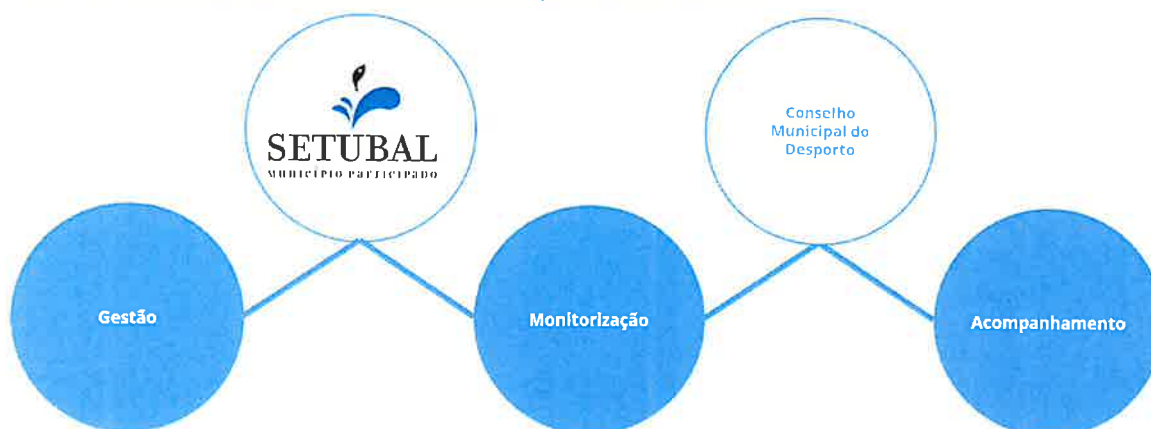 SETUBAL
MUNICÍPIO PARTICIPADO
Conselho
Municipal do
Desporto
Gestão
Monitorização
Acompanhamento